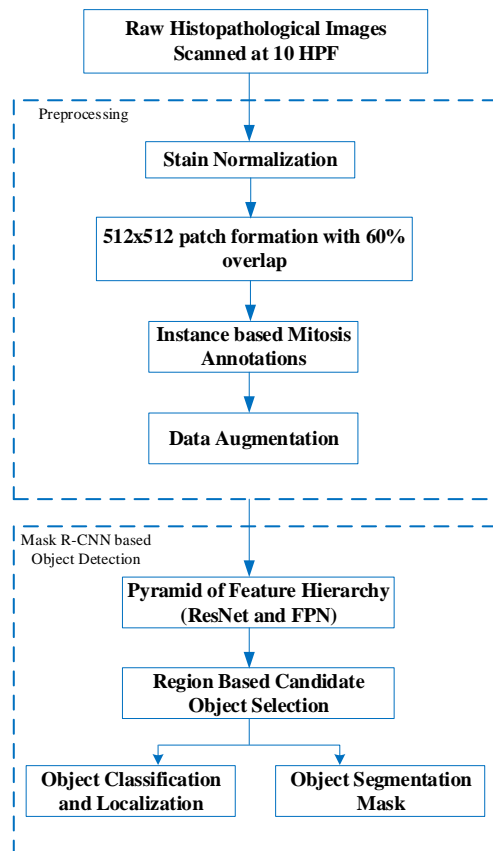 Raw Histopathological Images
Scanned at 10 HPF
Preprocessing
Stain Normalization
512x512 patch formation with 60%
overlap
Instance based Mitosis
Annotations
Data Augmentation
Mask R-CNN based
Object Detection
Pyramid of Feature Hierarchy
(ResNet and FPN)
Region Based Candidate
Object Selection
Object Classification
and Localization
Object Segmentation
Mask